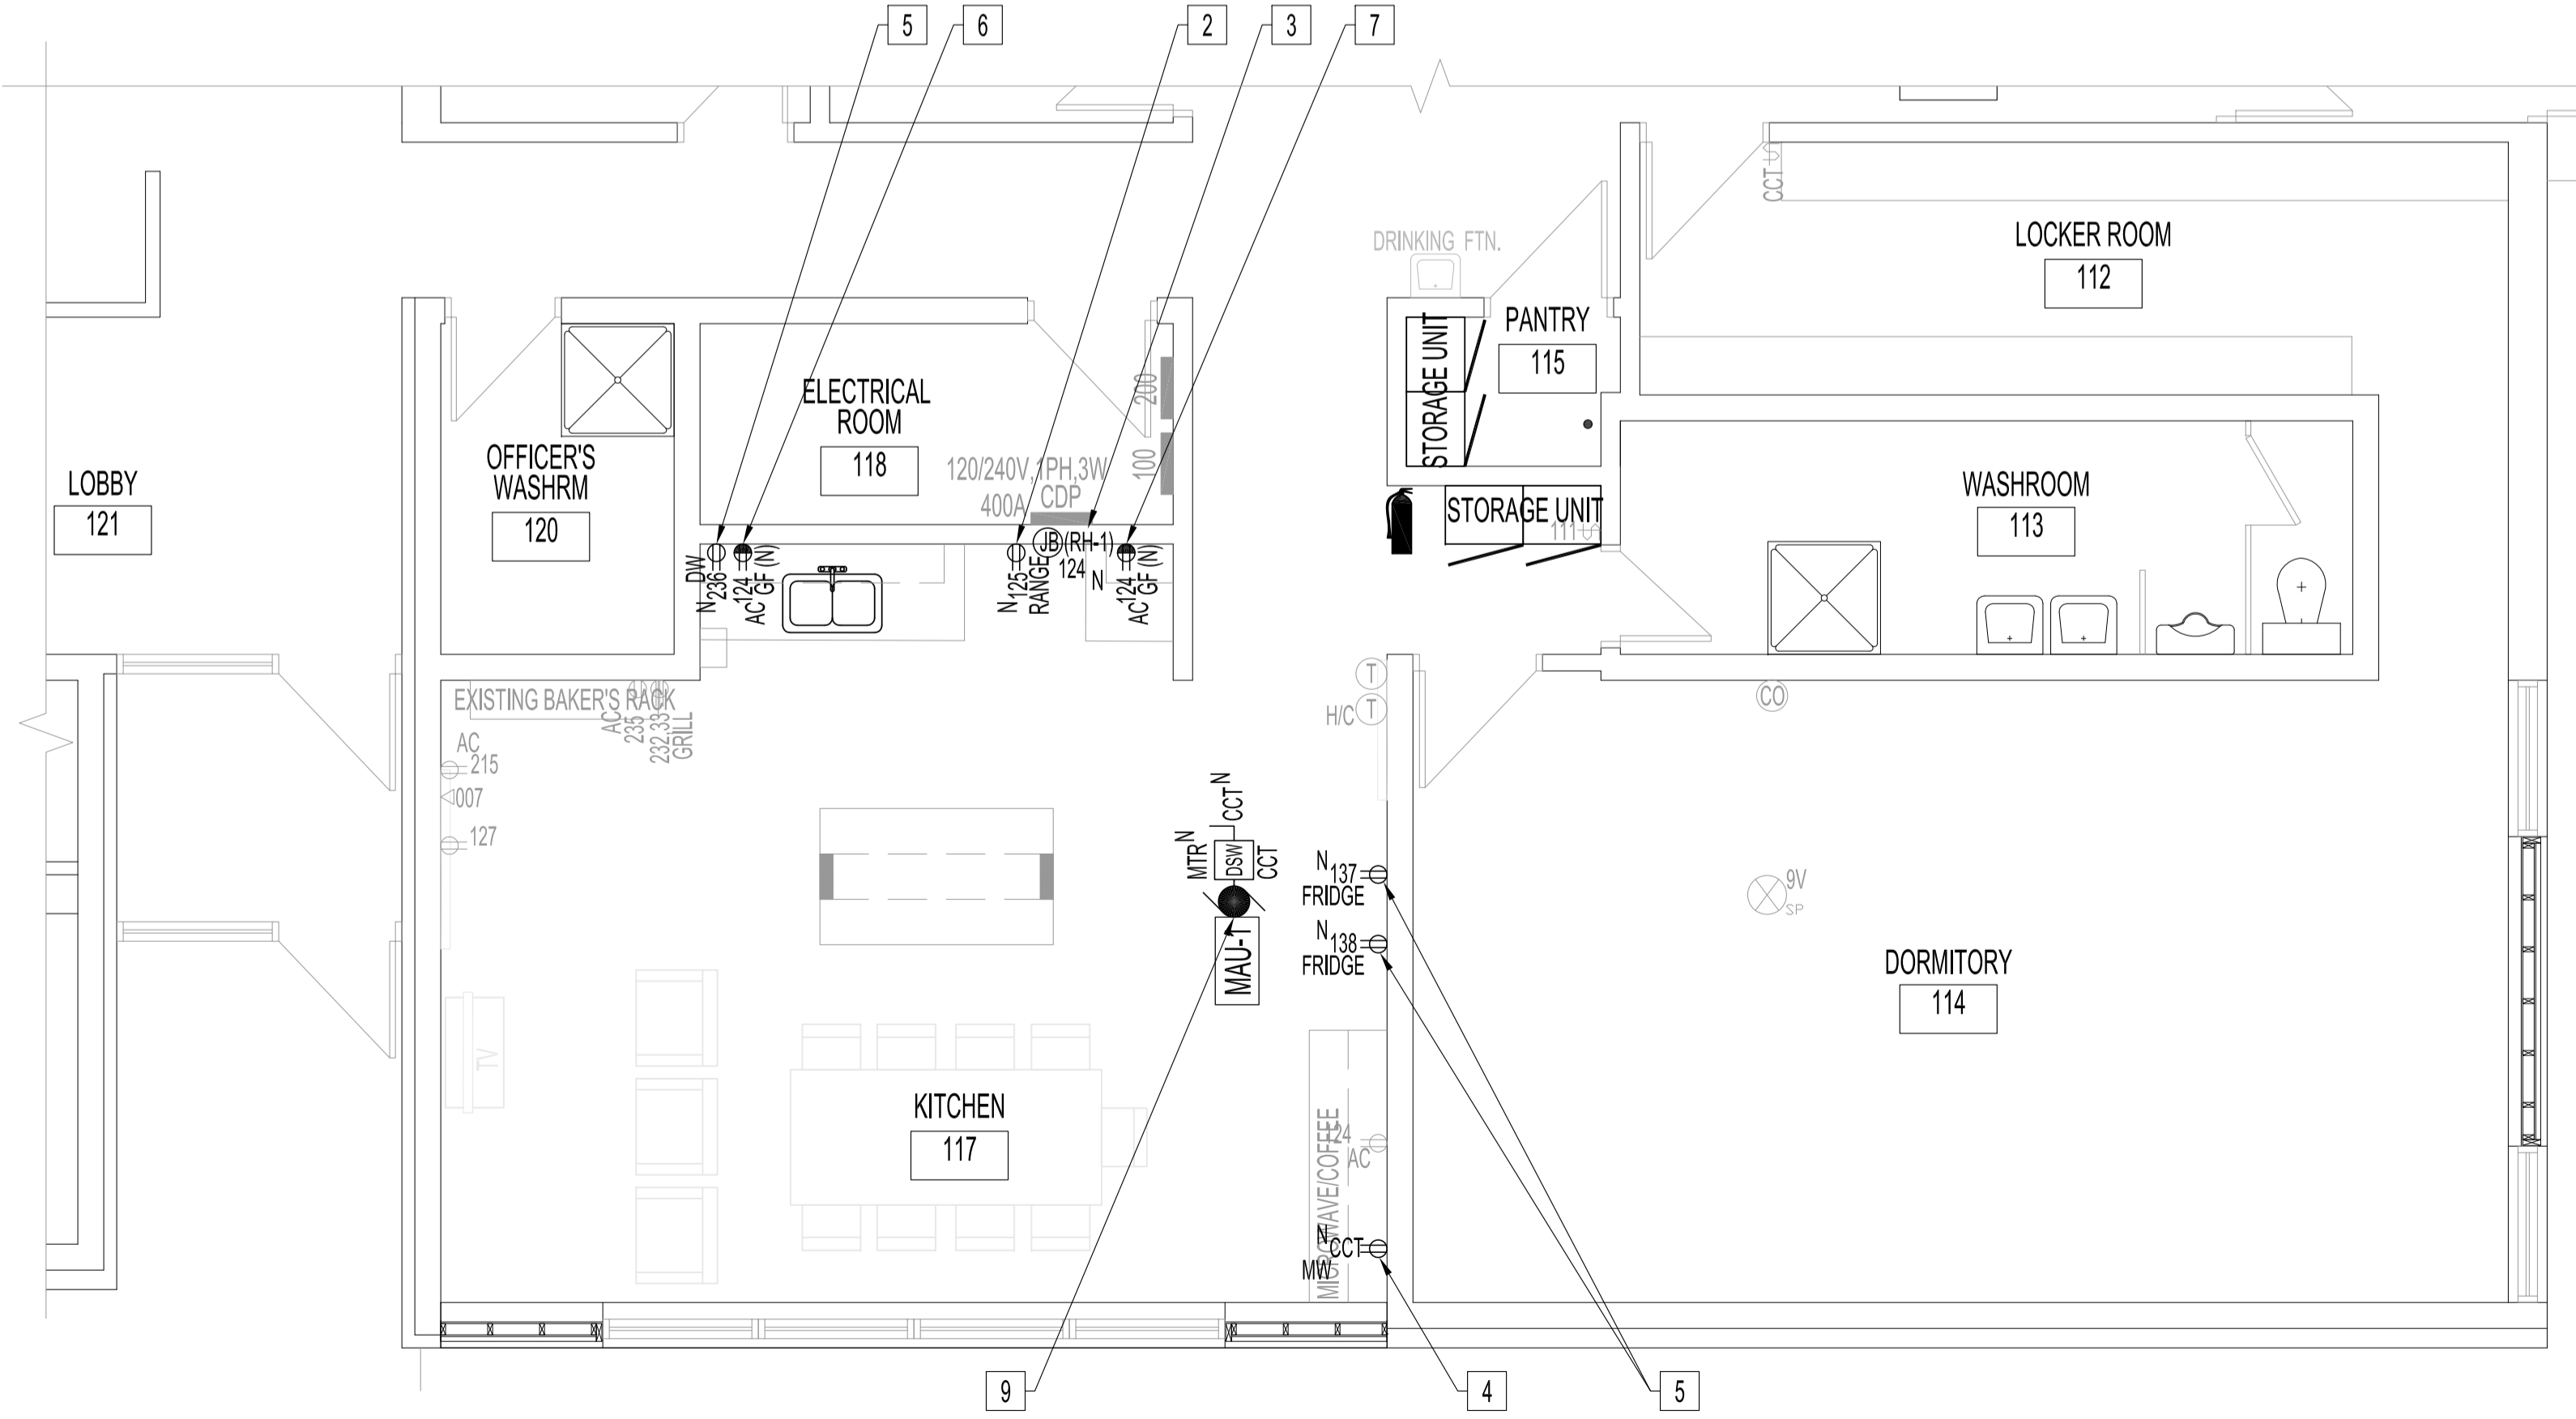 5
6
2
3
7
CCT
$
DRINKING FTN.
LOCKER ROOM
112
STORAGE UNIT
PANTRY
115
ELECTRICAL
ROOM
118
200
100
120/240V,1PH,3W
400A
CDP
OFFICER'S
WASHRM
120
LOBBY
121
STORAGE UNIT
111
$
WASHROOM
113
DW
N 236
124
AC
GF (N)
N 125
RANGE
JB (RH-1)
124
N
124
AC
GF (N)
EXISTING BAKER'S RACK
AC
235
232,33
GRILL
T
H/C T
CO
AC
215
007
127
N
CCT
N
MTR
DSW
CCT
MAU-1
N
137
FRIDGE
N
138
FRIDGE
9V
SP
DORMITORY
114
TV
KITCHEN
117
124
AC
MICROWAVE/COFFEE
N
CCT
MW
9
4
5